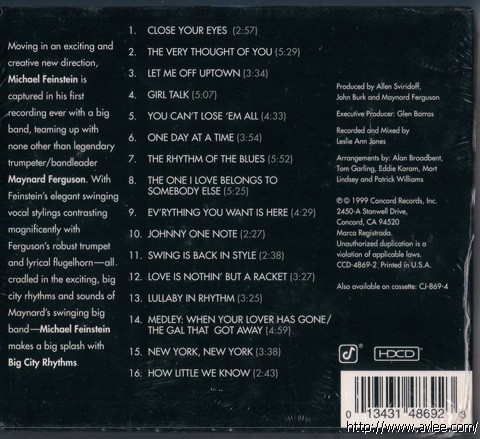 Moving in an exciting and
creative new direction,
Michael Feinstein is
captured in his first
recording ever with a big
band, teaming up with
none other than legendary
trumpeter/bandleader
Maynard Ferguson. With
Feinstein's elegant swinging
vocal stylings contrasting
magnificently with
Ferguson's robust trumpet
and lyrical flugelhorn—all
cradled in the exciting, big
city rhythms and sounds of
Maynard's swinging big
band—Michael Feinstein
makes a big splash with
Big City Rhythms.
1. CLOSE YOUR EYES (2:57)
2. THE VERY THOUGHT OF YOU (5:29)
3. LET ME OFF UPTOWN (3:34)
4. GIRL TALK (5:07)
5. YOU CAN'T LOSE 'EM ALL (4:33)
6. ONE DAY AT A TIME (3:54)
7. THE RHYTHM OF THE BLUES (5:52)
8. THE ONE I LOVE BELONGS TO
SOMEBODY ELSE (5:25)
9. EV'RYTHING YOU WANT IS HERE (4:29)
10. JOHNNY ONE NOTE (2:27)
11. SWING IS BACK IN STYLE (2:38)
12. LOVE IS NOTHIN' BUT A RACKET (3:27)
13. LULLABY IN RHYTHM (3:25)
14. MEDLEY: WHEN YOUR LOVER HAS GONE/
THE GAL THAT GOT AWAY (4:59)
15. NEW YORK, NEW YORK (3:38)
16. HOW LITTLE WE KNOW (2:43)
Produced by Allen Sviridoff,
John Burk and Maynard Ferguson
Executive Producer: Glen Barros
Recorded and Mixed by
Leslie Ann Jones
Arrangements by: Alan Broadbent,
Tom Garling, Eddie Karam, Mort
Lindsey and Patrick Williams
℗© 1999 Concord Records, Inc.
2450-A Stanwell Drive,
Concord, CA 94520
Marca Registrada.
Unauthorized duplication is a
violation of applicable laws.
CCD-4869-2 Printed in U.S.A.
Also available on cassette: CJ-869-4
HDCD
0 13431 48692 3
http://www.avlee.com/